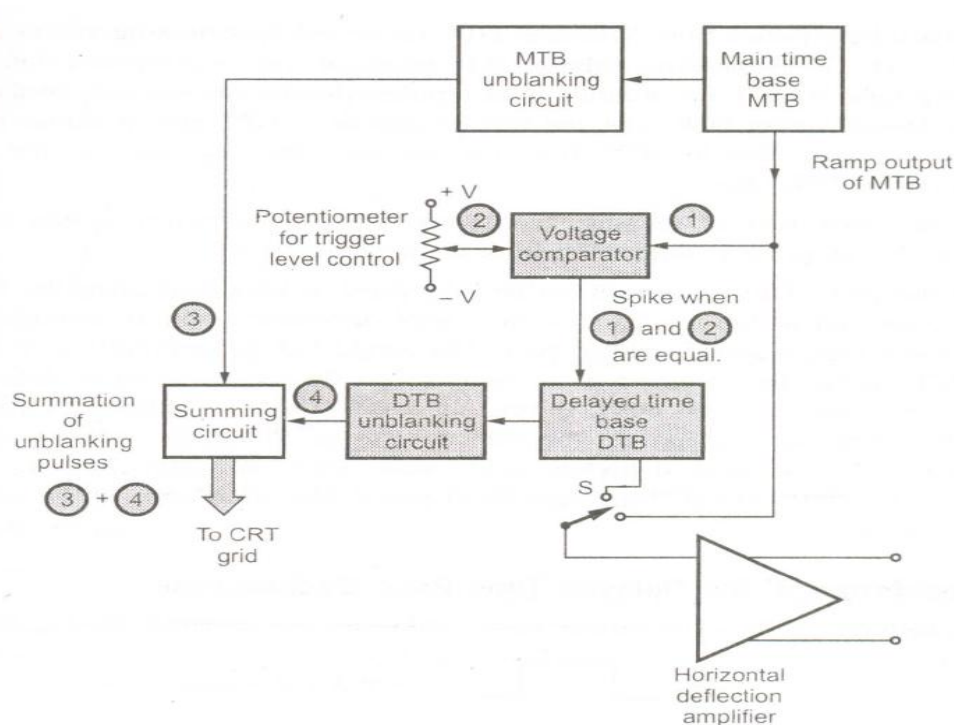 MTB
unblanking
circuit
Main time
base
MTB
Ramp output
of MTB
+ V
Potentiometer
for trigger
level control
– V
2
Voltage
comparator
1
Spike when
1 and 2
are equal.
3
Summation
of
unblanking
pulses
3 + 4
Summing
circuit
4
DTB
unblanking
circuit
Delayed time
base
DTB
S
To CRT
grid
Horizontal
deflection
amplifier